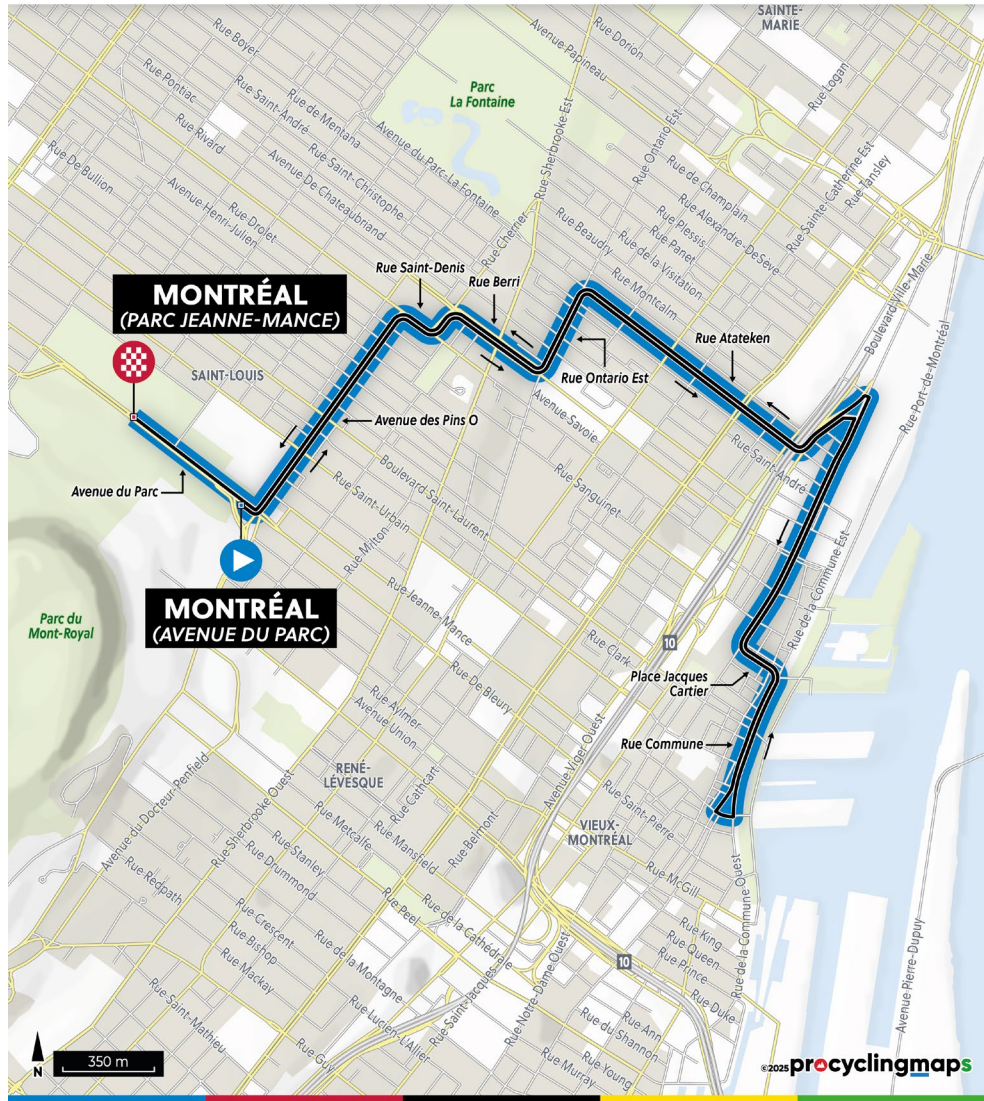 SAINTE-
MARIE
Rue Dorion
Avenue Papineau
Rue Boyer
Rue Logan
Rue Pontiac
Parc
La Fontaine
Rue Saint-André
Rue de Mentana
Rue Ontario Est
Rue Sherbrooke Est
Rue Rivard
Avenue du Parc-La Fontaine
Rue Saint-Christophe
Rue Sainte-Catherine Est
Rue Tansley
Rue De Bullion
Avenue De Chateaubriand
Rue de Champlain
Avenue Henri-Julien
Rue Drolet
Rue Alexandre-DeSève
Rue Plessis
Rue Panet
Rue Cherrier
Rue Beaudry
Rue de la Visitation
Boulevard Ville-Marie
Rue Saint-Denis
Rue Berri
Rue Montcalm
Rue Port-de-Montréal
MONTRÉAL
(PARC JEANNE-MANCE)
Rue Atateken
SAINT-LOUIS
Rue Ontario Est
Avenue des Pins O
Avenue Savoie
Rue Saint-André
Boulevard Saint-Laurent
Rue Sanguinet
Avenue du Parc
Rue Saint-Urbain
Rue Milton
Rue de la Commune Est
MONTRÉAL
(AVENUE DU PARC)
Rue Jeanne-Mance
Parc du
Mont-Royal
10
Rue Clark
Place Jacques
Cartier
Rue De Bleury
Rue Aylmer
Avenue Union
Rue Commune
Avenue Viger Ouest
RENÉ-
LÉVESQUE
Rue Cathcart
Avenue du Docteur-Penfield
Rue Sherbrooke Ouest
Rue Saint-Pierre
VIEUX-
MONTRÉAL
Rue Metcalfe
Rue Mansfield
Rue Belmont
Rue Stanley
Rue Drummond
Rue McGill
Rue Redpath
Rue Peel
Rue de la Cathédrale
Rue de la Commune Ouest
Rue Crescent
Rue Bishop
Rue Mackay
Rue de la Montagne
Rue King
Rue Queen
Rue Prince
10
Rue Saint-Jacques
Rue Notre-Dame Ouest
Rue Duke
Avenue Pierre-Dupuy
Rue Saint-Mathieu
Rue Lucien-L'Allier
Rue Ann
Rue du Shannon
Rue Guy
Rue Young
Rue Murray
N
350 m
©2025 procyclingmaps